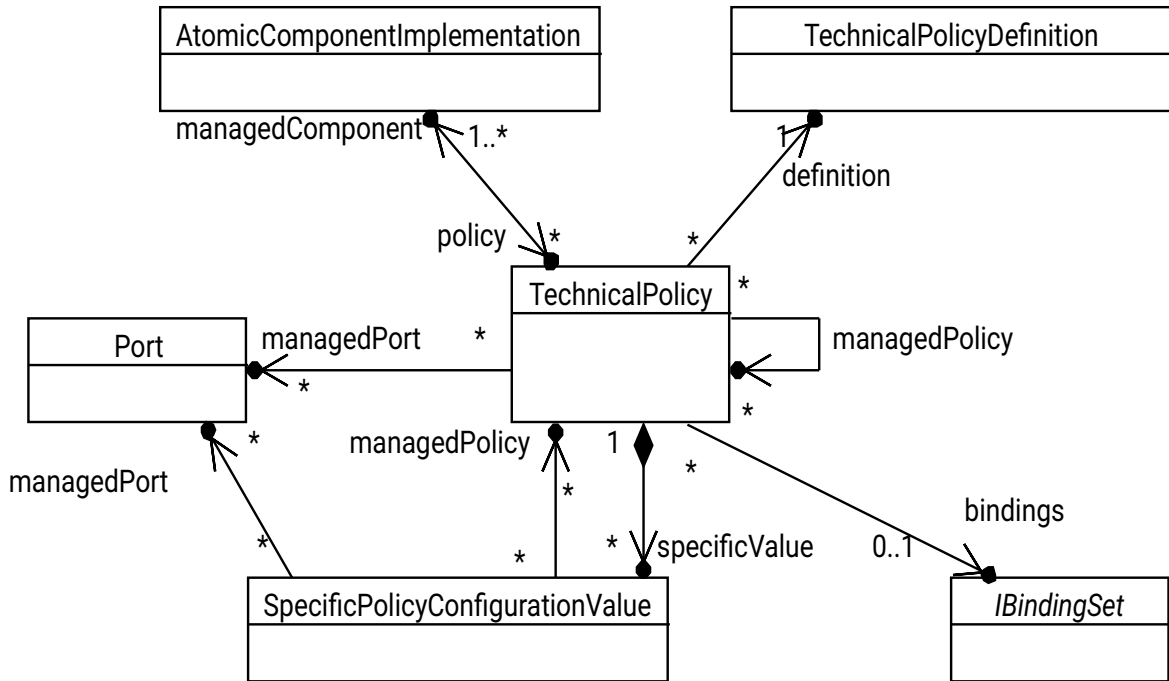 AtomicComponentImplementation
TechnicalPolicyDefinition
managedComponent
1..*
1
definition
policy
*
*
TechnicalPolicy
*
Port
managedPort
*
managedPolicy
*
*
*
managedPolicy
1
*
managedPort
*
bindings
*
*
*
specificValue
0..1
*
SpecificPolicyConfigurationValue
IBindingSet